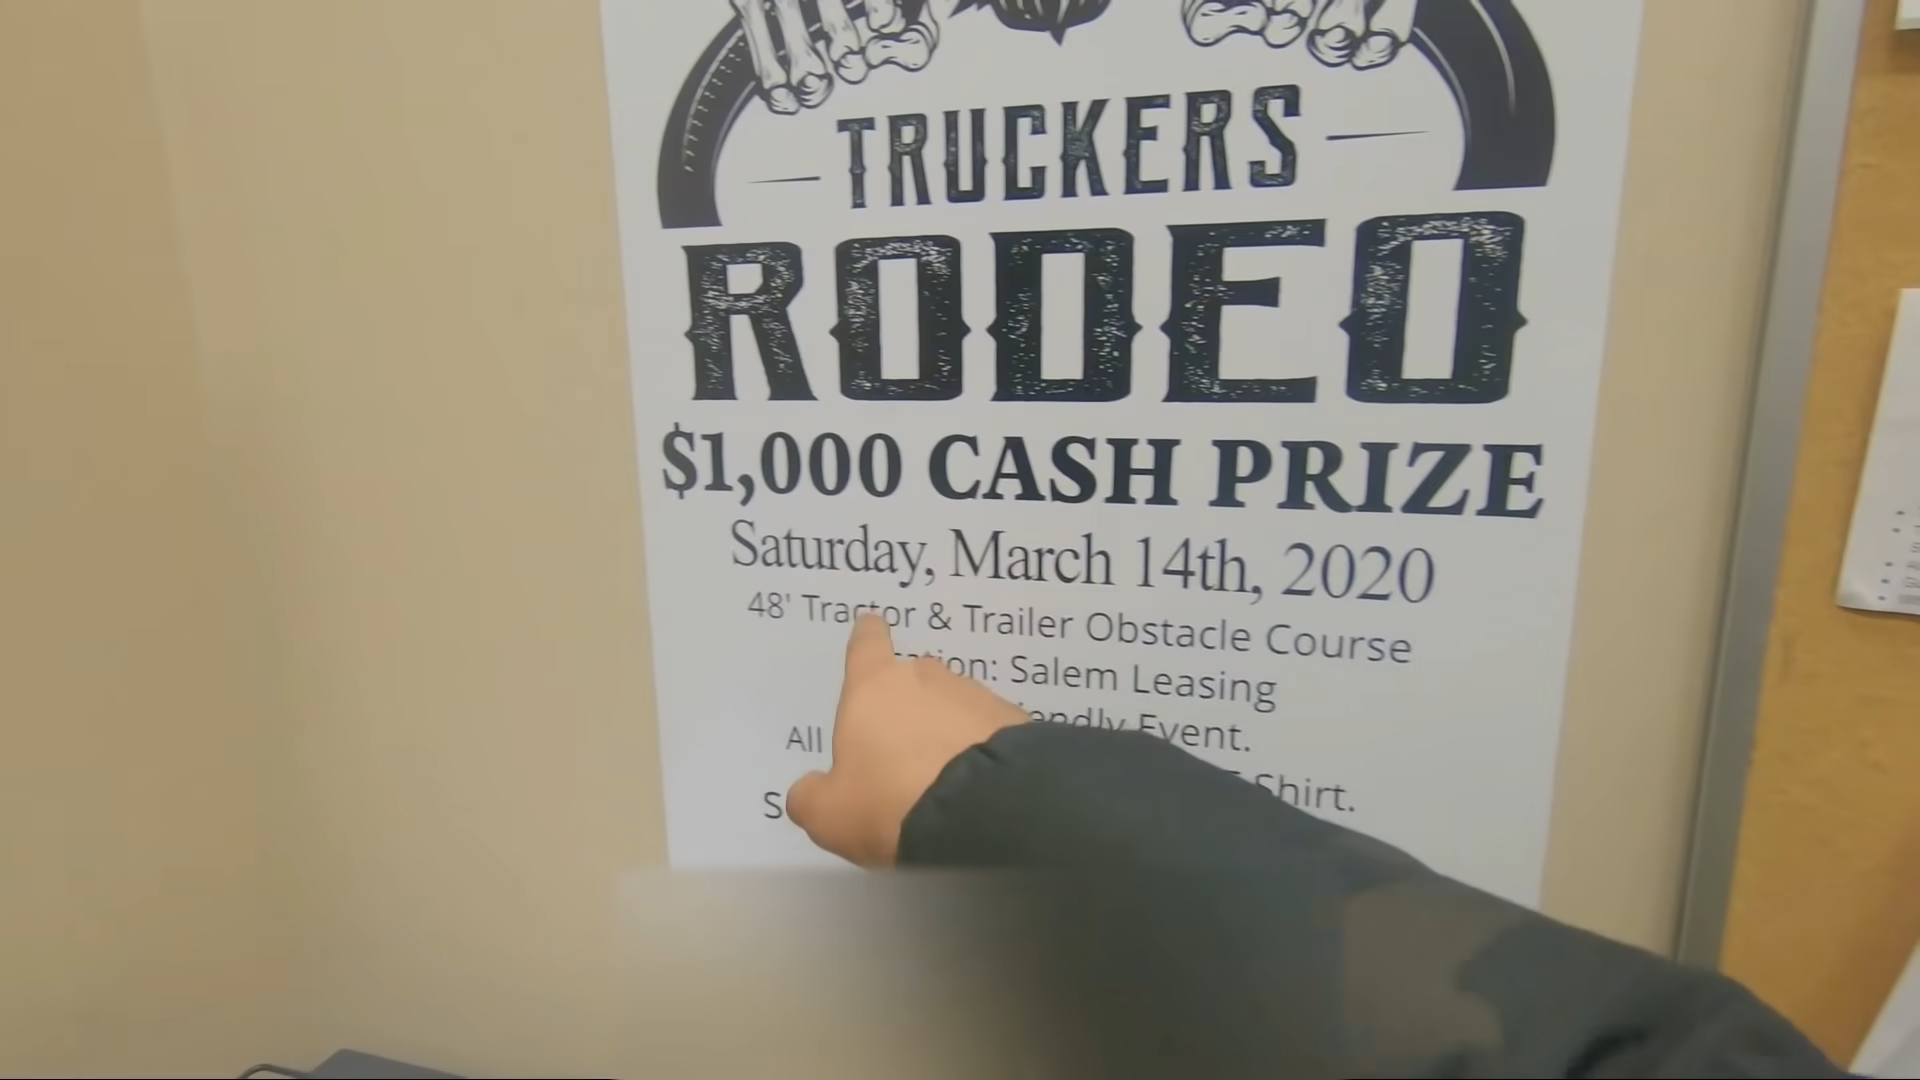 TRUCKERS
RODEO
$1,000 CASH PRIZE
Saturday, March 14th, 2020
48' Tractor & Trailer Obstacle Course
Salem Leasing
Event.
All
Shirt.